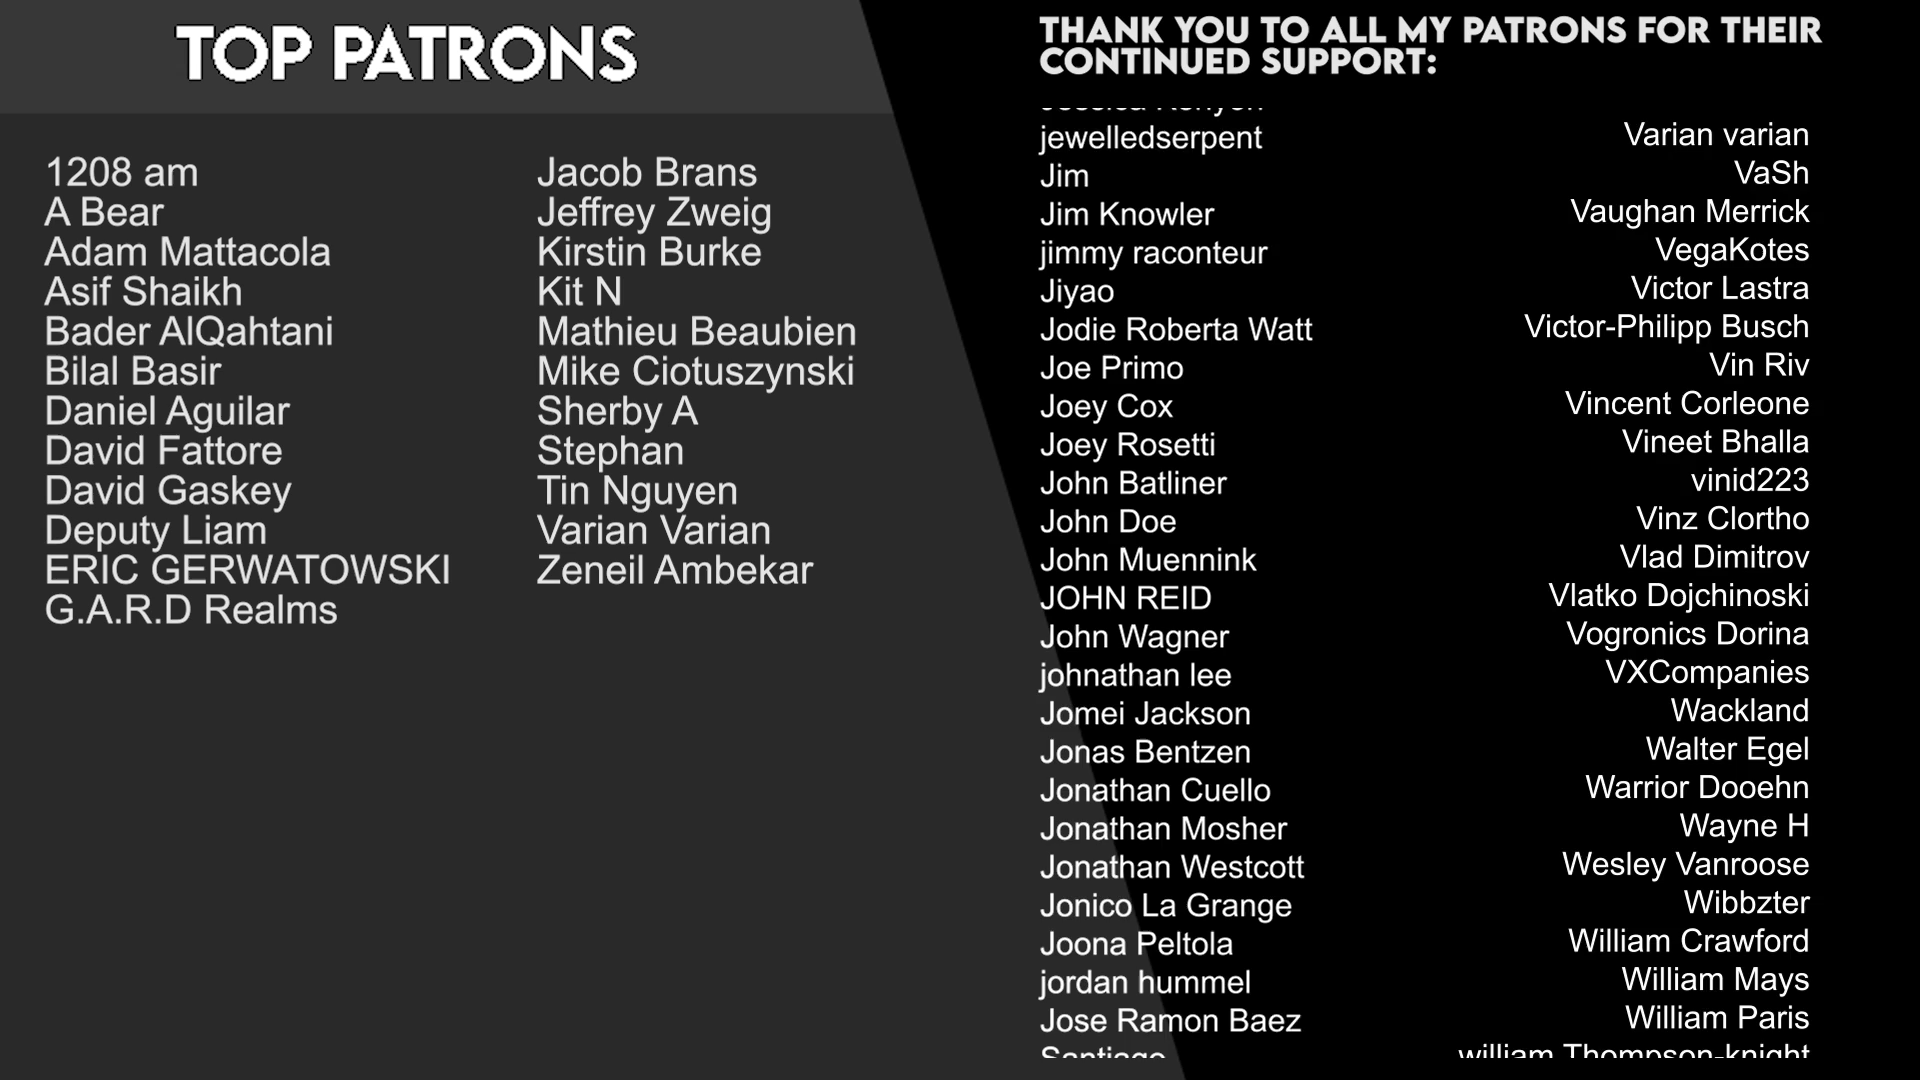 TOP PATRONS
1208 am
A Bear
Adam Mattacola
Asif Shaikh
Bader AlQahtani
Bilal Basir
Daniel Aguilar
David Fattore
David Gaskey
Deputy Liam
ERIC GERWATOWSKI
G.A.R.D Realms
Jacob Brans
Jeffrey Zweig
Kirstin Burke
Kit N
Mathieu Beaubien
Mike Ciotuszynski
Sherby A
Stephan
Tin Nguyen
Varian Varian
Zeneil Ambekar
THANK YOU TO ALL MY PATRONS FOR THEIR
CONTINUED SUPPORT:
jewelledserpent
Jim
Jim Knowler
jimmy raconteur
Jiyao
Jodie Roberta Watt
Joe Primo
Joey Cox
Joey Rosetti
John Batliner
John Doe
John Muennink
JOHN REID
John Wagner
johnathan lee
Jomei Jackson
Jonas Bentzen
Jonathan Cuello
Jonathan Mosher
Jonathan Westcott
Jonico La Grange
Joona Peltola
jordan hummel
Jose Ramon Baez
Santiago
Varian varian
VaSh
Vaughan Merrick
VegaKotes
Victor Lastra
Victor-Philipp Busch
Vin Riv
Vincent Corleone
Vineet Bhalla
vinid223
Vinz Clortho
Vlad Dimitrov
Vlatko Dojchinoski
Vogronics Dorina
VXCompanies
Wackland
Walter Egel
Warrior Dooehn
Wayne H
Wesley Vanroose
Wibbzter
William Crawford
William Mays
William Paris
william Thompson-knight